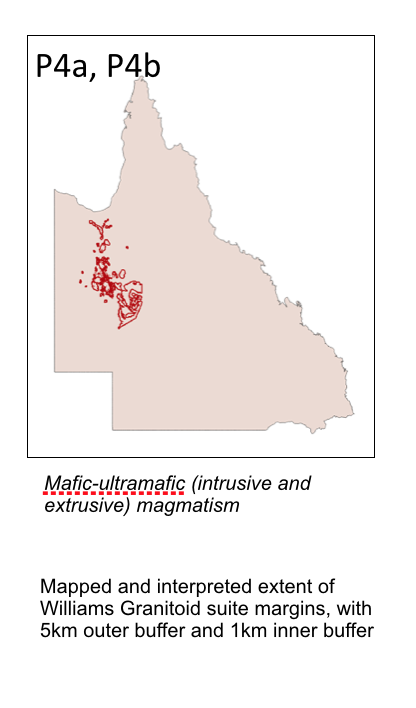 P4a, P4b
Mafic-ultramafic (intrusive and
extrusive) magmatism
Mapped and interpreted extent of
Williams Granitoid suite margins, with
5km outer buffer and 1km inner buffer